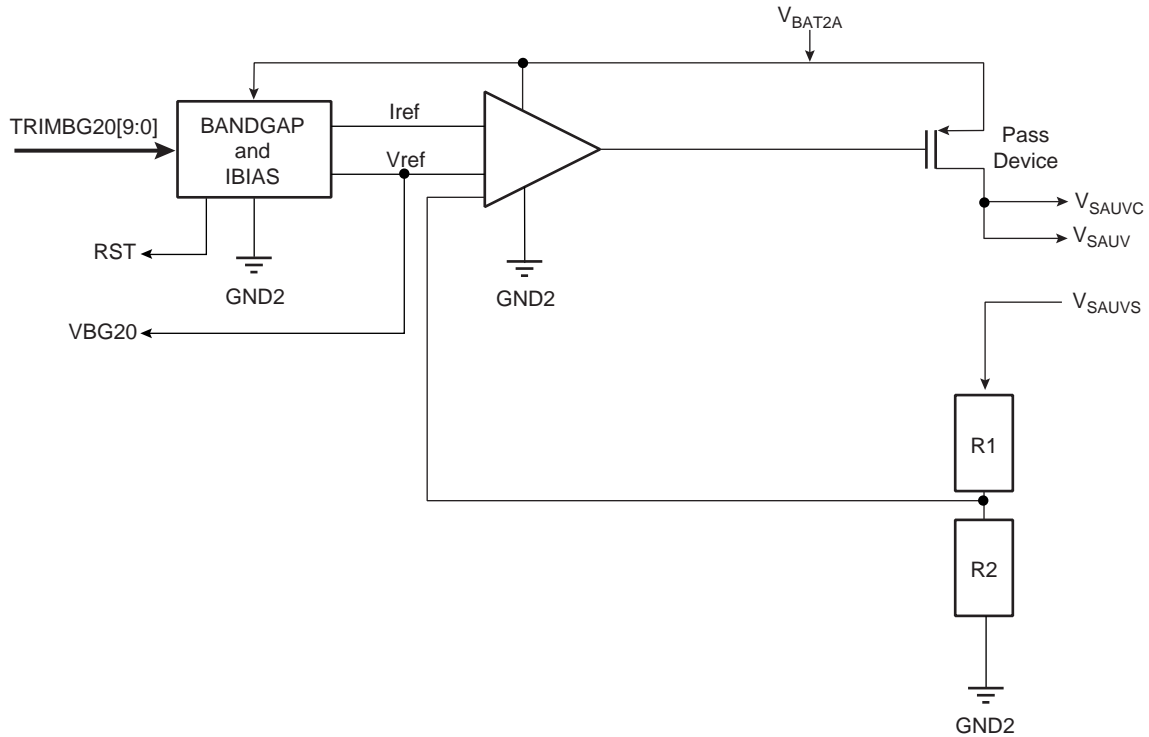 VBAT2A
TRIMBG20[9:0]
BANDGAP
and
IBIAS
Iref
Vref
Pass
Device
VSAUVC
VSAUV
RST
GND2
GND2
VSAUVS
VBG20
R1
R2
GND2